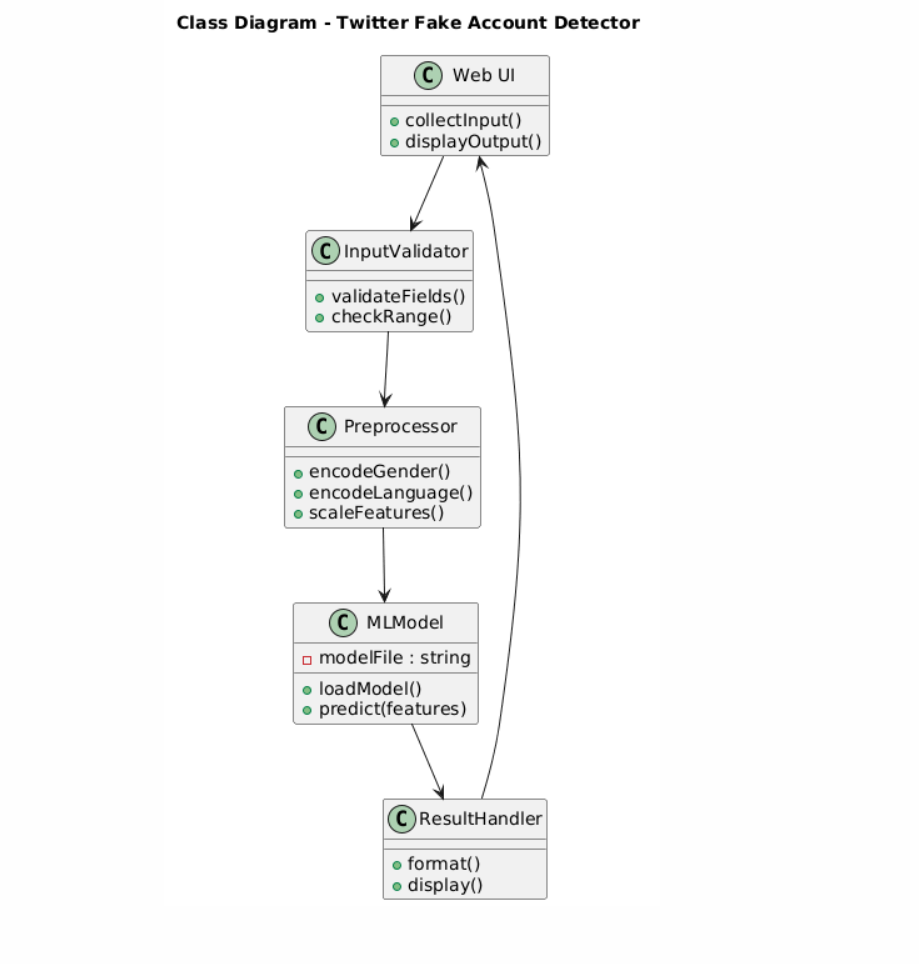 Class Diagram - Twitter Fake Account Detector
C Web UI
collectInput()
displayOutput()
C InputValidator
validateFields()
checkRange()
C Preprocessor
encodeGender()
encodeLanguage()
scaleFeatures()
C MLModel
modelFile : string
loadModel()
predict(features)
C ResultHandler
format()
display()